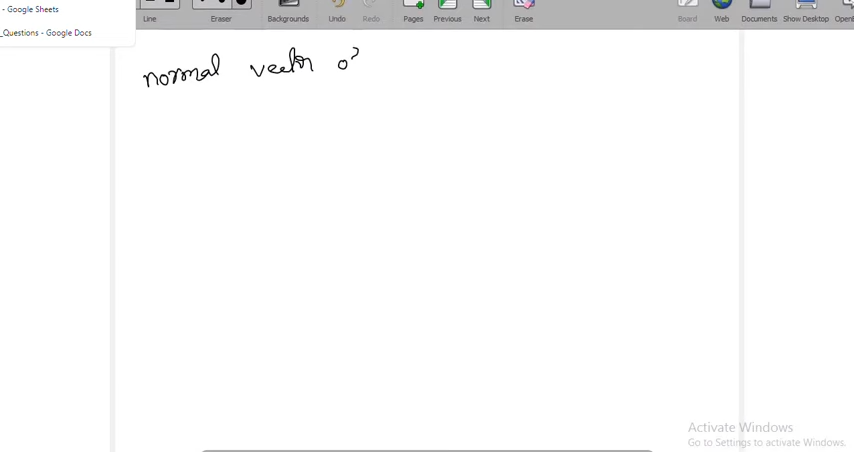 - Google Sheets
_Questions - Google Docs
Line Eraser Backgrounds Undo Redo Pages Previous Next Erase Board Web Documents Show Desktop
normal vector
Activate Windows
Go to Settings to activate Windows.